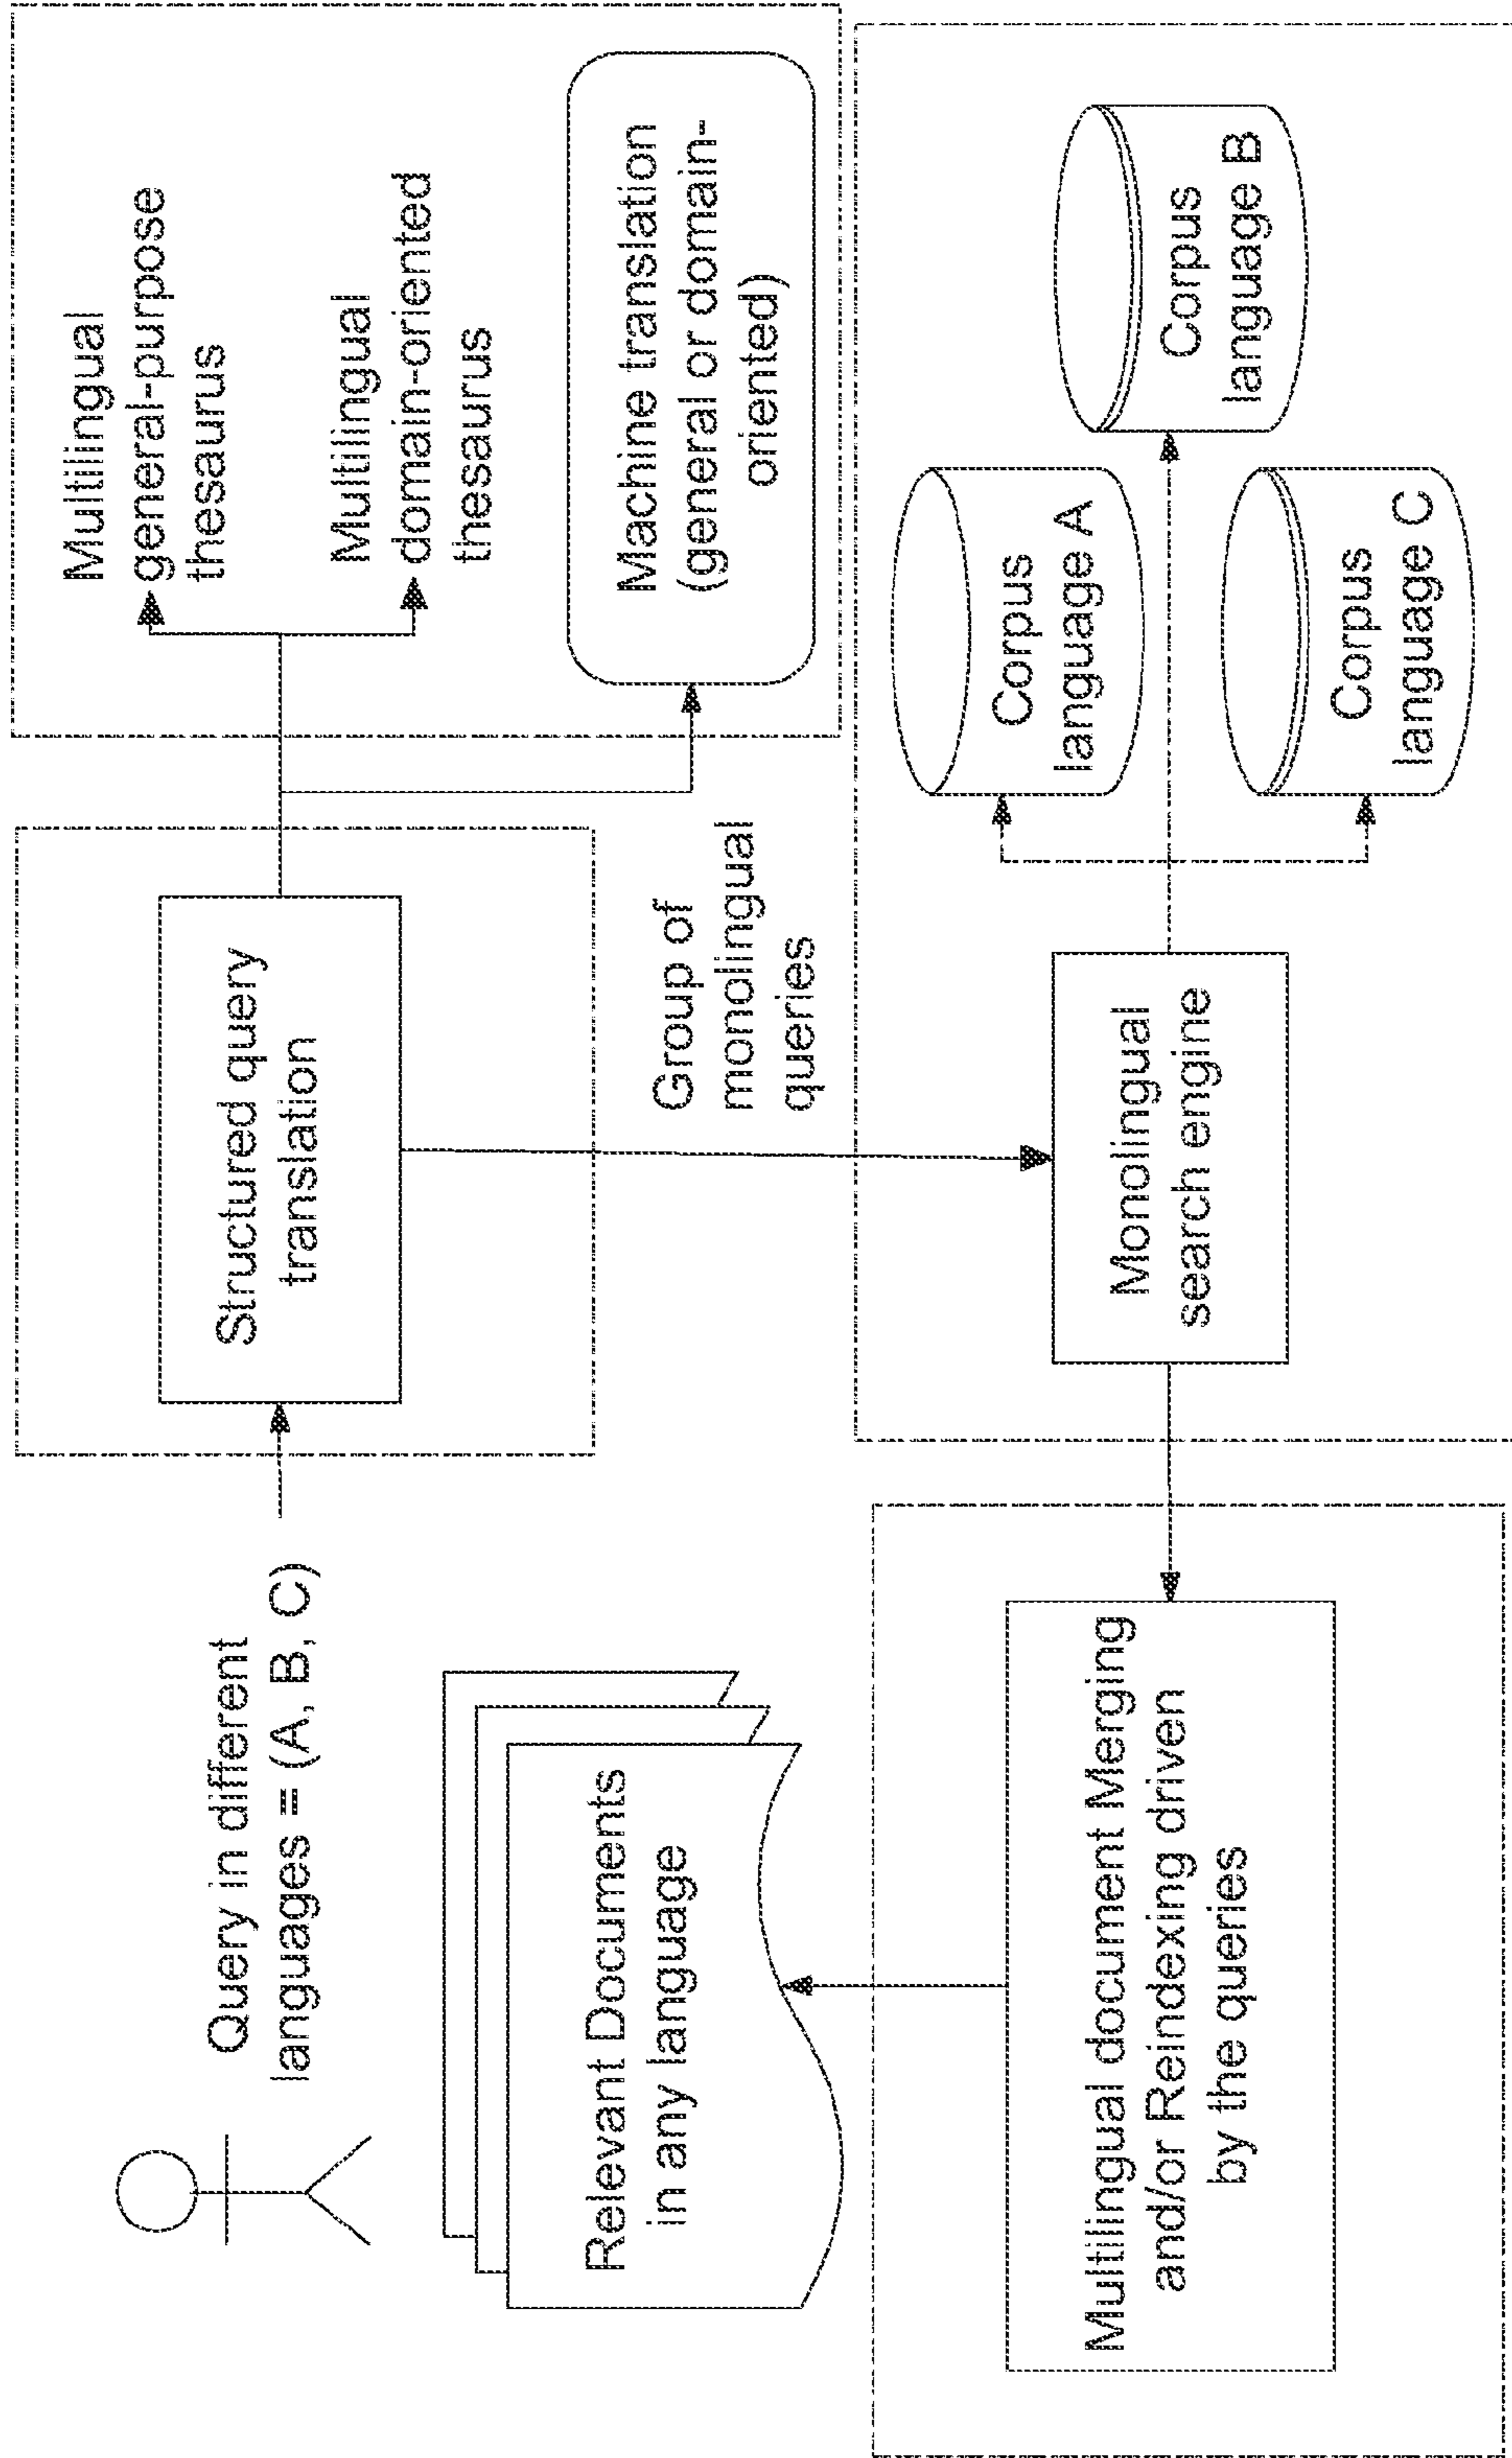 Query in different
languages = (A, B, C)
Structured query
translation
Multilingual
general-purpose
thesaurus
Multilingual
domain-oriented
thesaurus
Machine translation
(general or domain-
oriented)
Group of
monolingual
queries
Relevant Documents
in any language
Multilingual document Merging
and/or Reindexing driven
by the queries
Monolingual
search engine
Corpus
language A
Corpus
language B
Corpus
language C